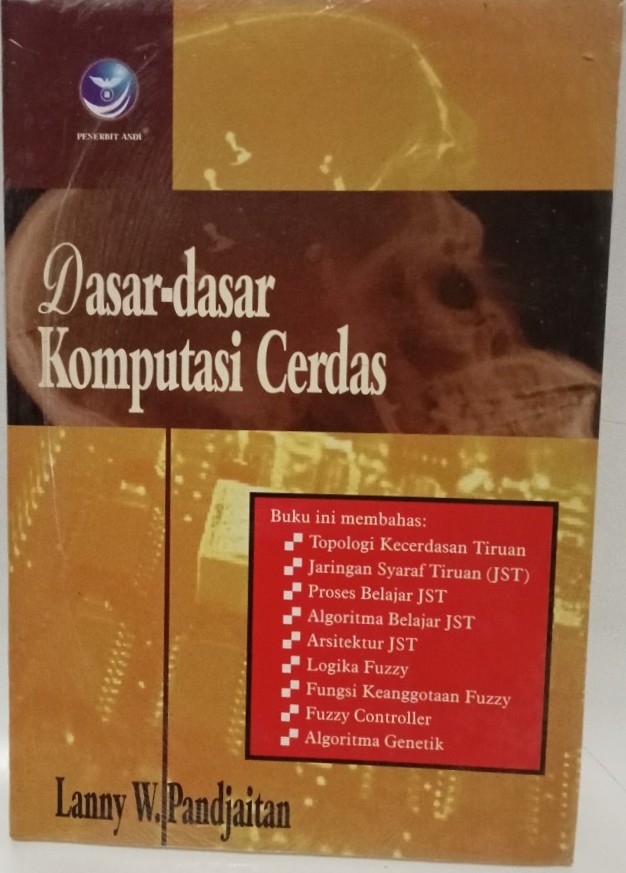 PENERBIT ANDI
Dasar-dasar
Komputasi Cerdas
Buku ini membahas:
Topologi Kecerdasan Tiruan
Jaringan Syaraf Tiruan (JST)
Proses Belajar JST
Algoritma Belajar JST
Arsitektur JST
Logika Fuzzy
Fungsi Keanggotaan Fuzzy
Fuzzy Controller
Algoritma Genetik
Lanny W. Pandjaitan